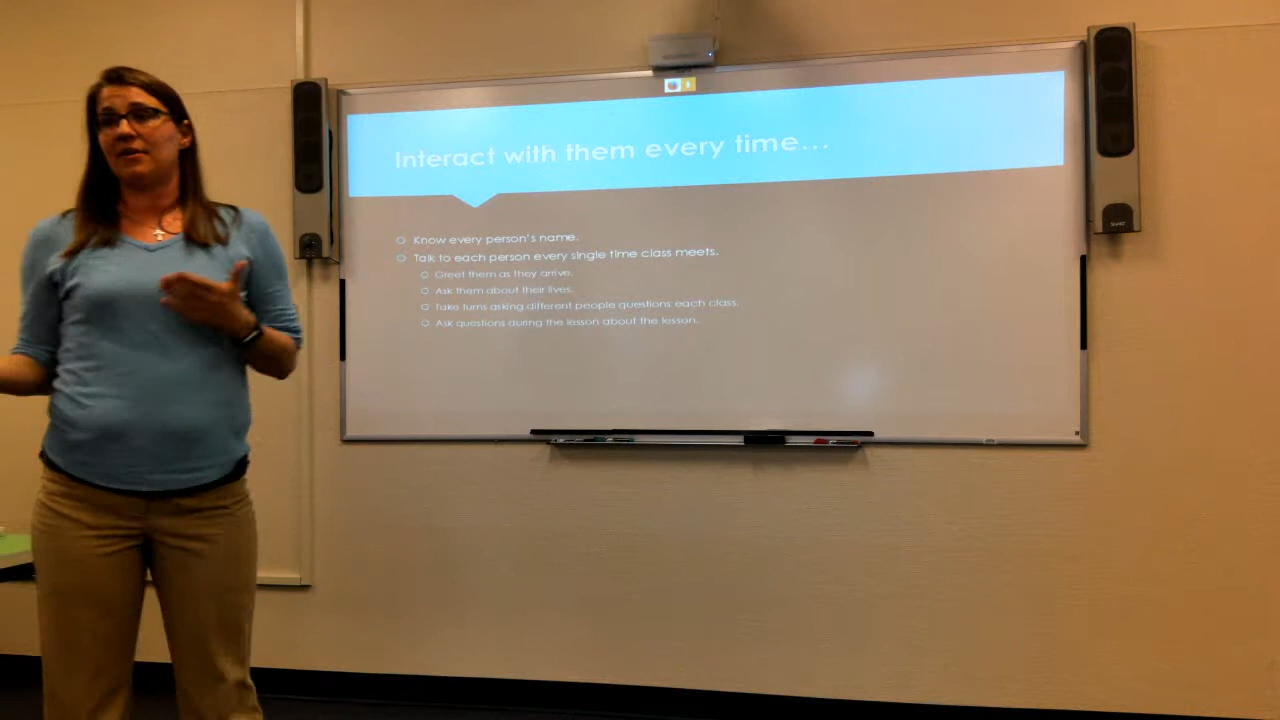 Interact with them every time...
Know every person's name.
Talk to each person every single time class meets.
Greet them as they arrive.
Ask them about their lives.
Take turns asking different people questions each class.
Ask questions during the lesson about the lesson.